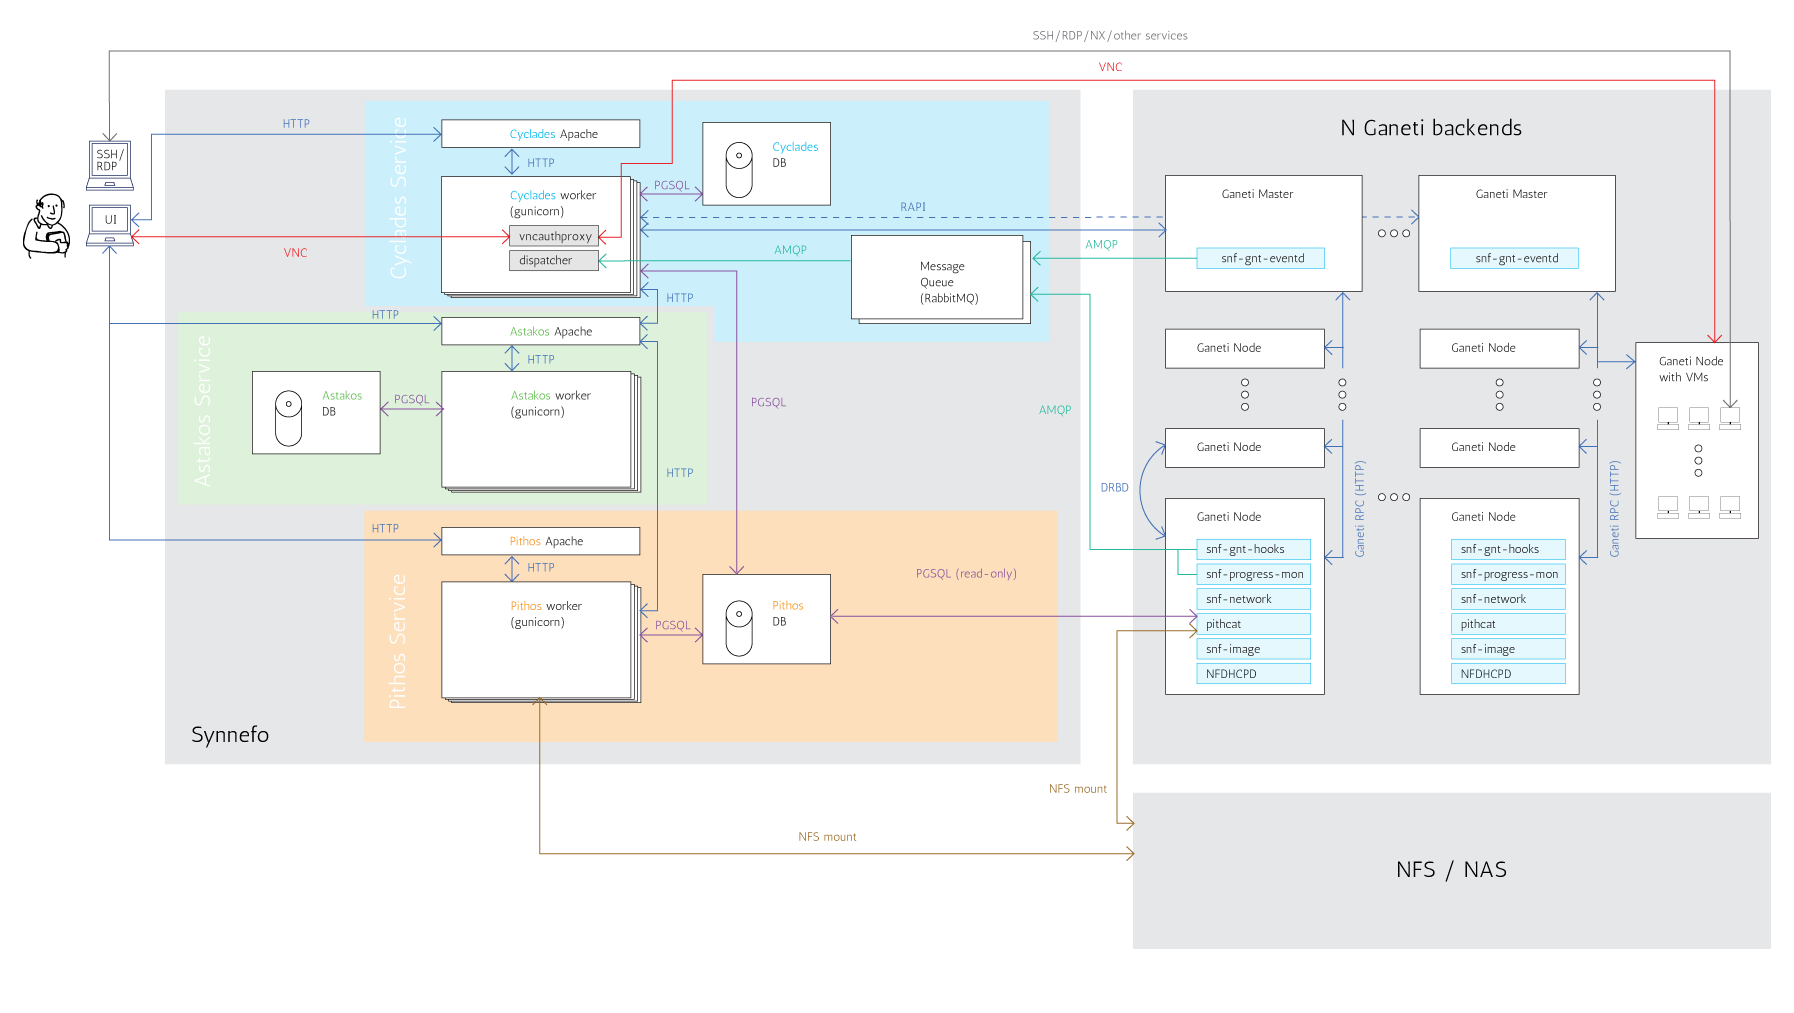 SSH/RDP/NX/other services
VNC
N Ganeti backends
HTTP
Cyclades Service
Cyclades Apache
HTTP
Cyclades
DB
SSH/
RDP
UI
Cyclades worker
(gunicorn)
PGSQL
vncauthproxy
dispatcher
VNC
RAPI
AMQP
AMQP
Message
Queue
(RabbitMQ)
HTTP
Ganeti Master
snf-gnt-eventd
Ganeti Master
snf-gnt-eventd
HTTP
Astakos Service
Astakos Apache
HTTP
Astakos
DB
PGSQL
Astakos worker
(gunicorn)
PGSQL
AMQP
HTTP
Ganeti Node
Ganeti Node
Ganeti Node
with VMs
Ganeti Node
Ganeti Node
DRBD
Ganeti RPC (HTTP)
Ganeti RPC (HTTP)
HTTP
Pithos Service
Pithos Apache
HTTP
Pithos worker
(gunicorn)
PGSQL
Pithos
DB
PGSQL (read-only)
Ganeti Node
snf-gnt-hooks
snf-progress-mon
snf-network
pithcat
snf-image
NFDHCPD
Ganeti Node
snf-gnt-hooks
snf-progress-mon
snf-network
pithcat
snf-image
NFDHCPD
Synnefo
NFS mount
NFS mount
NFS / NAS